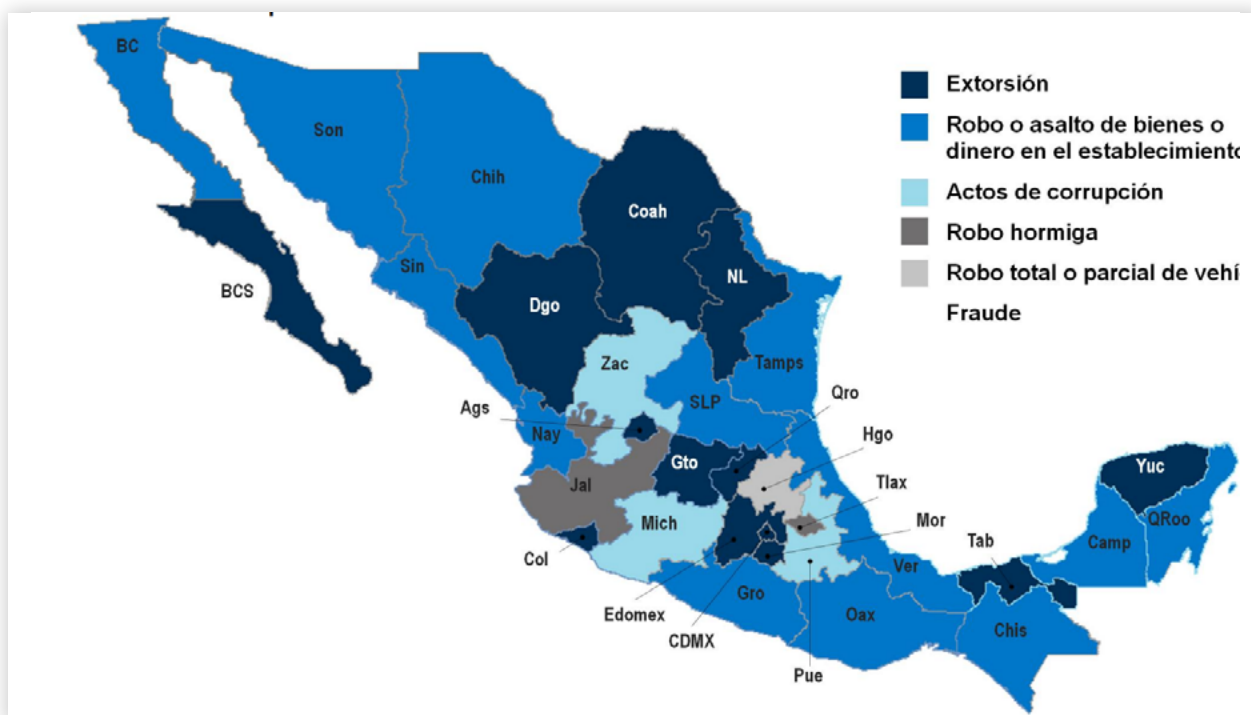 BC
Son
Chih
Coah
NL
BCS
Sin
Dgo
Zac
Tamps
Ags
SLP
Qro
Nay
Hgo
Gto
Jal
Tlax
Mich
Mor
Col
Edomex
CDMX
Gro
Pue
Oax
Ver
Tab
Chis
Camp
Yuc
QRoo
Extorsión
Robo o asalto de bienes o
dinero en el establecimiento
Actos de corrupción
Robo hormiga
Robo total o parcial de vehí
Fraude